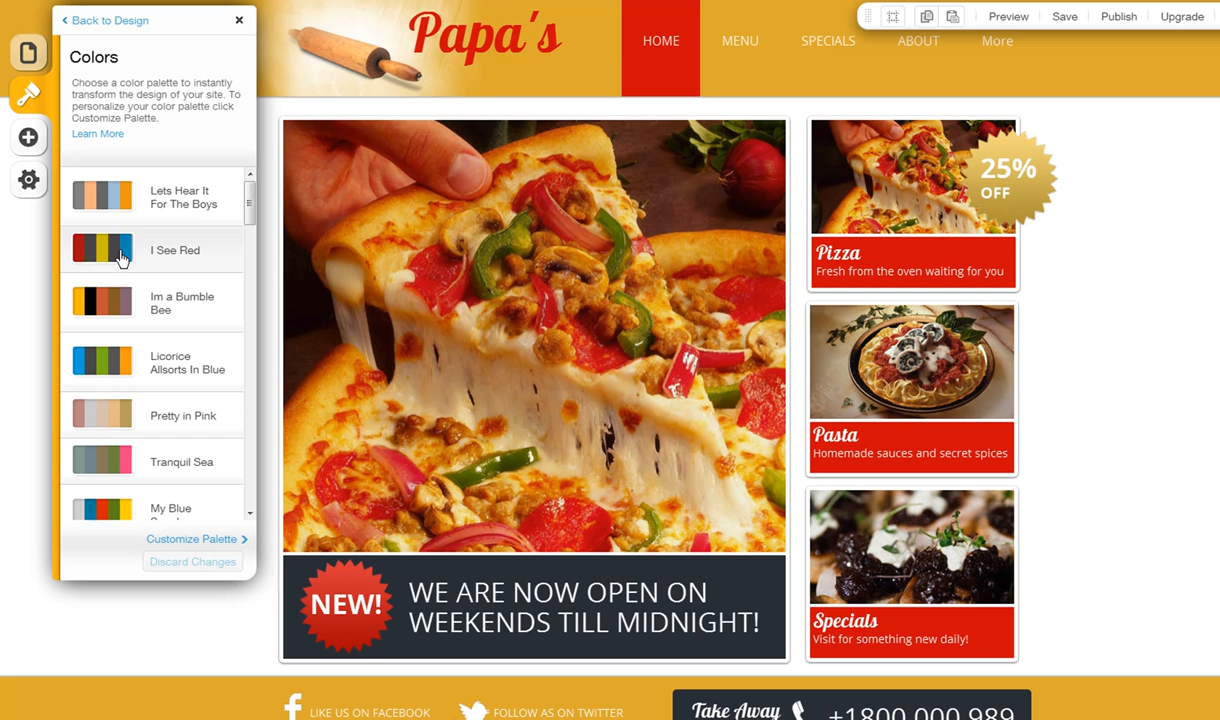 Back to Design
Colors
Choose a color palette to instantly
transform the design of your site. To
personalize your color palette click
Customize Palette.
Learn More
Lets Hear It
For The Boys
I See Red
Im a Bumble
Bee
Licorice
Allsorts In Blue
Pretty in Pink
Tranquil Sea
My Blue
Customize Palette
Discard Changes
Papa's
HOME
MENU
SPECIALS
ABOUT
More
Preview
Save
Publish
Upgrade
25%
OFF
Pizza
Fresh from the oven waiting for you
Pasta
Homemade sauces and secret spices
Specials
Visit for something new daily!
NEW!
WE ARE NOW OPEN ON
WEEKENDS TILL MIDNIGHT!
LIKE US ON FACEBOOK
FOLLOW AS ON TWITTER
Take Away
+1800 000 989